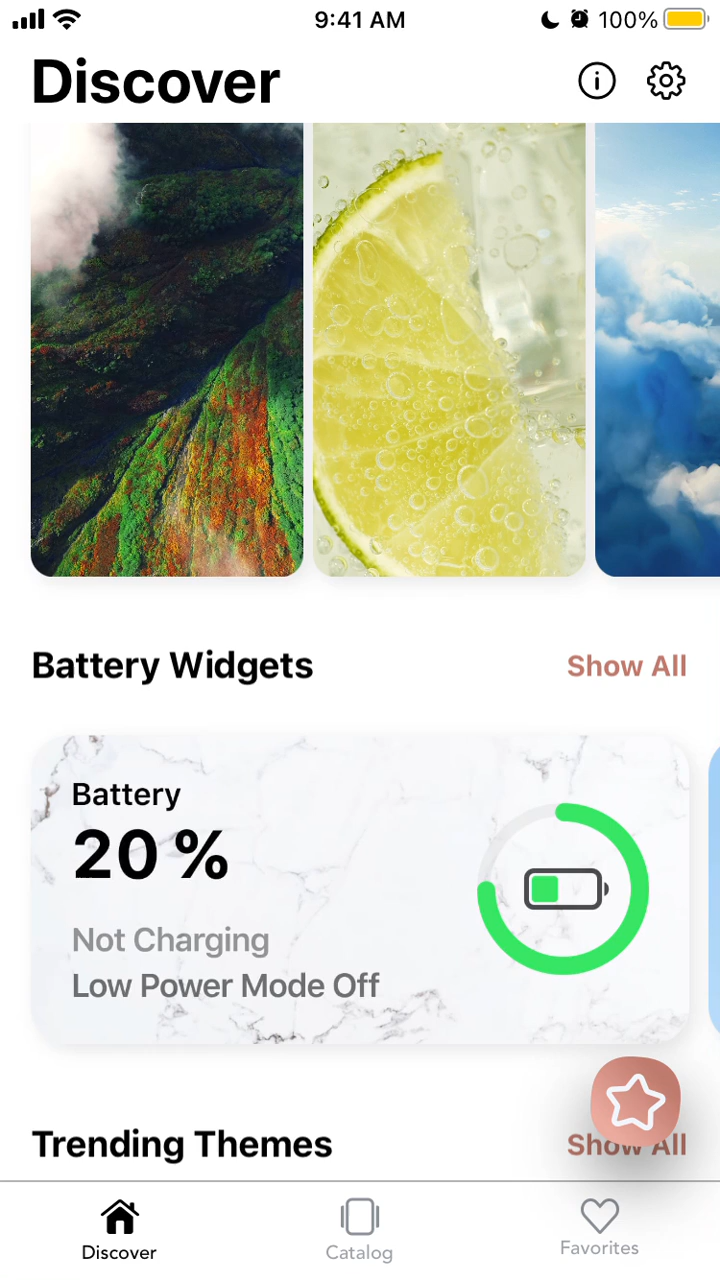 9:41 AM
100%
Discover
Battery Widgets
Show All
Battery
20 %
Not Charging
Low Power Mode Off
Trending Themes
Show All
Discover
Catalog
Favorites